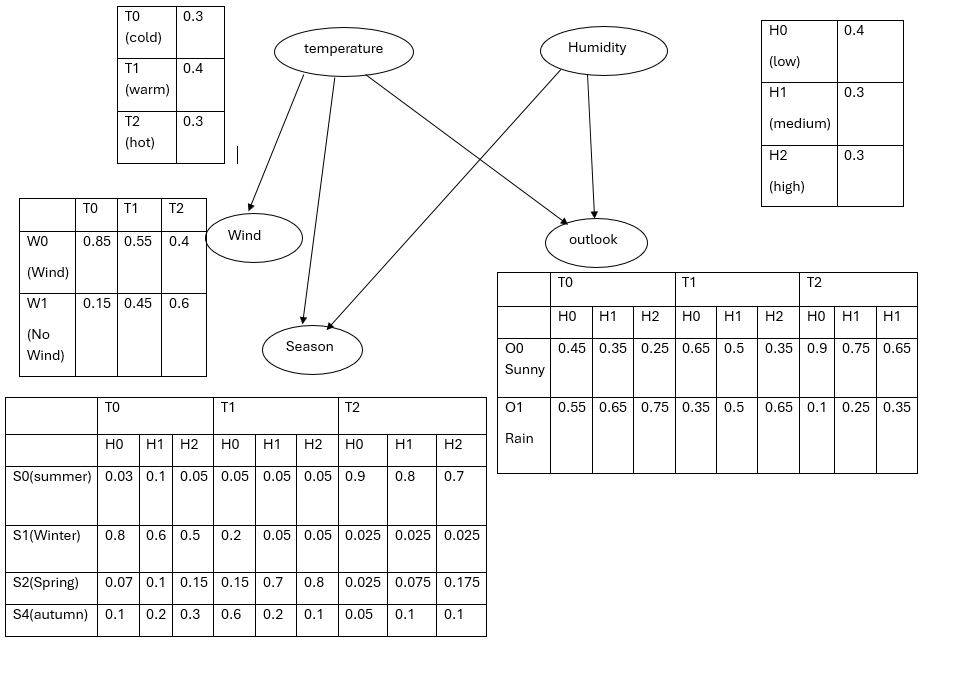 T0 0.3
(cold)
T1 0.4
(warm)
T2 0.3
(hot)
temperature
Humidity
H0 0.4
(low)
H1 0.3
(medium)
H2 0.3
(high)
T0 T1 T2
W0 0.85 0.55 0.4
(Wind)
W1 0.15 0.45 0.6
(No
Wind)
Wind
outlook
Season
T0 T1 T2
H0 H1 H2 H0 H1 H2 H0 H1 H1
O0 0.45 0.35 0.25 0.65 0.5 0.35 0.9 0.75 0.65
Sunny
O1 0.55 0.65 0.75 0.35 0.5 0.65 0.1 0.25 0.35
Rain
T0 T1 T2
H0 H1 H2 H0 H1 H2 H0 H1 H2
S0(summer) 0.03 0.1 0.05 0.05 0.05 0.05 0.9 0.8 0.7
S1(Winter) 0.8 0.6 0.5 0.2 0.05 0.05 0.025 0.025 0.025
S2(Spring) 0.07 0.1 0.15 0.15 0.7 0.8 0.025 0.075 0.175
S4(autumn) 0.1 0.2 0.3 0.6 0.2 0.1 0.05 0.1 0.1